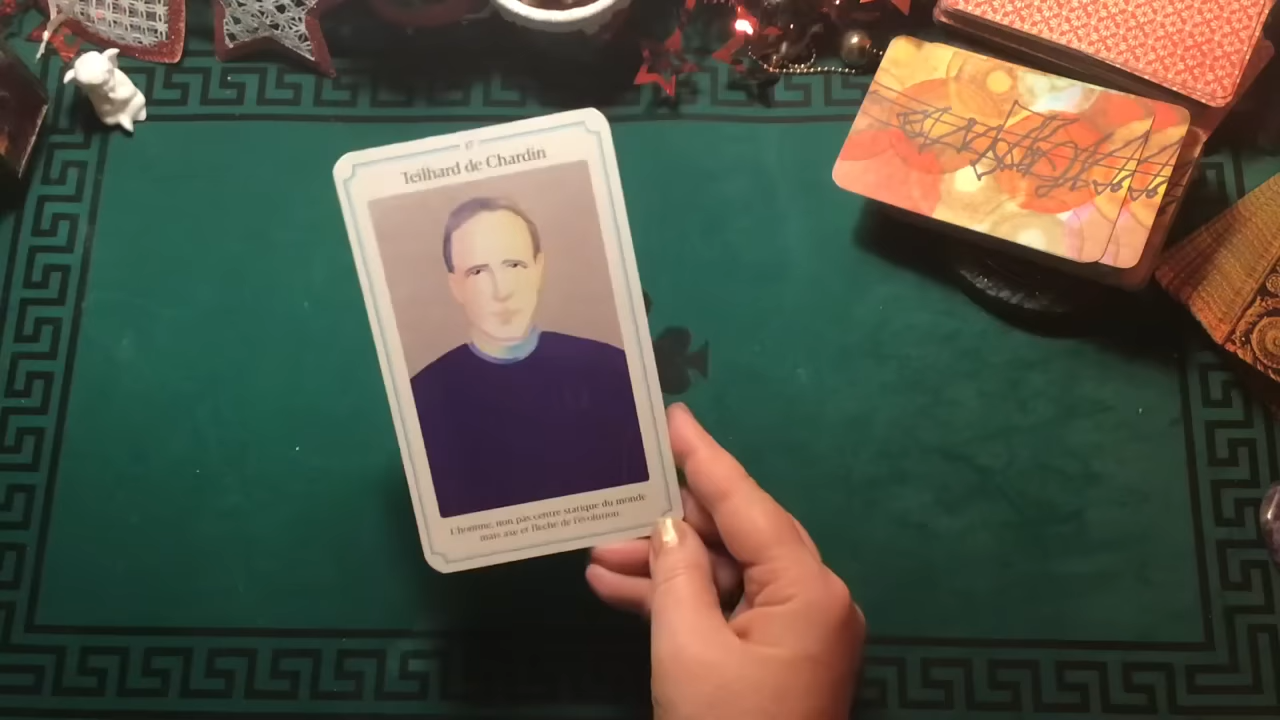 17
Teilhard de Chardin
L'homme, non pas centre statique du monde
mais axe et flèche de l'évolution